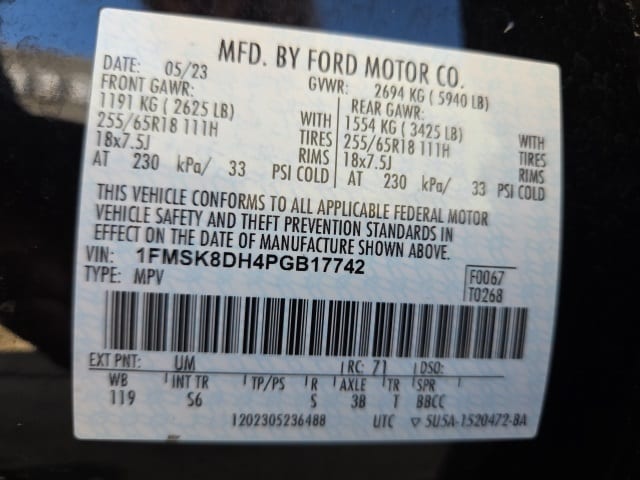 MFD. BY FORD MOTOR CO.
DATE: 05/23 GVWR: 2694 KG ( 5940 LB)
FRONT GAWR: REAR GAWR:
1191 KG ( 2625 LB) WITH 1554 KG ( 3425 LB) WITH
255/65R18 111H TIRES 255/65R18 111H TIRES
18x7.5J RIMS 18x7.5J RIMS
AT 230 kPa/ 33 PSI COLD AT 230 kPa/ 33 PSI COLD
THIS VEHICLE CONFORMS TO ALL APPLICABLE FEDERAL MOTOR
VEHICLE SAFETY AND THEFT PREVENTION STANDARDS IN
EFFECT ON THE DATE OF MANUFACTURE SHOWN ABOVE.
VIN: 1FMSK8DH4PGB17742
TYPE: MPV
F0067
T0268
EXT PNT: UM RC: 71 DSO:
WB INT TR TP/PS R AXLE TR SPR
119 S6 S 3B T BBCC
1202305236488 UTC ▽ 5U5A-1520472-BA